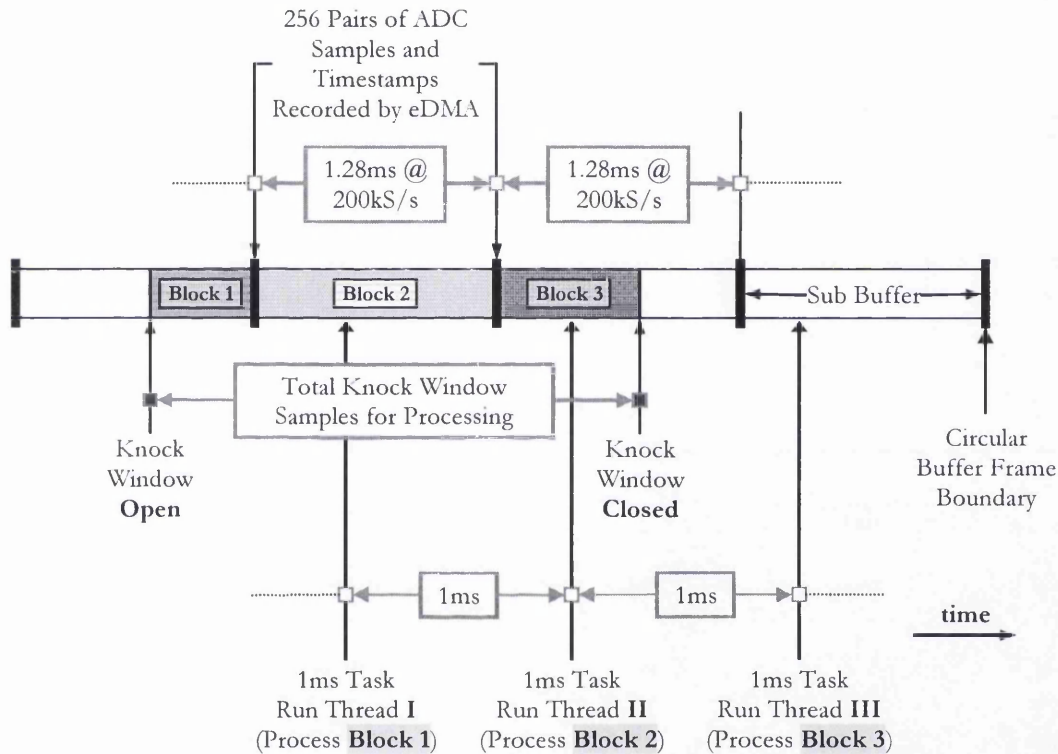 256 Pairs of ADC
Samples and
Timestamps
Recorded by eDMA
1.28ms @
200kS/s
1.28ms @
200kS/s
Block 1
Block 2
Block 3
Sub Buffer
Total Knock Window
Samples for Processing
Knock
Window
Open
Knock
Window
Closed
Circular
Buffer Frame
Boundary
1ms
1ms
time
1ms Task
Run Thread I
(Process Block 1)
1ms Task
Run Thread II
(Process Block 2)
1ms Task
Run Thread III
(Process Block 3)